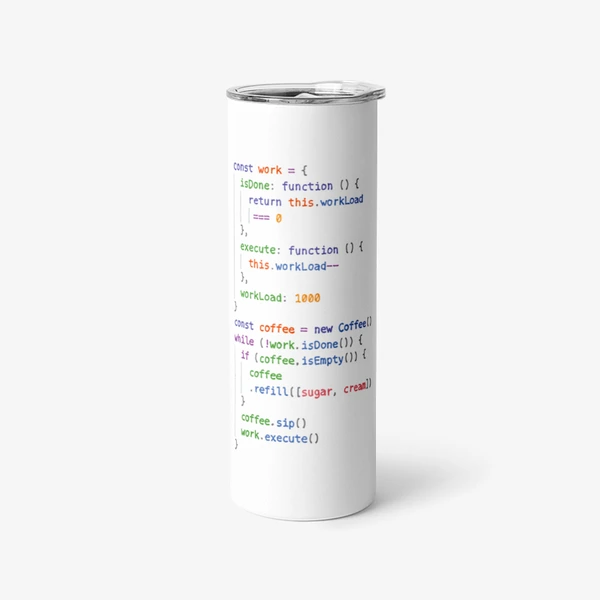 const work = {
isDone: function () {
return this.workLoad
=== 0
},
execute: function () {
this.workLoad--
},
workLoad: 1000
}
const coffee = new Coffee()
while (!work.isDone()) {
if (coffee.isEmpty()) {
coffee
.refill([sugar, cream])
}
coffee.sip()
work.execute()
}